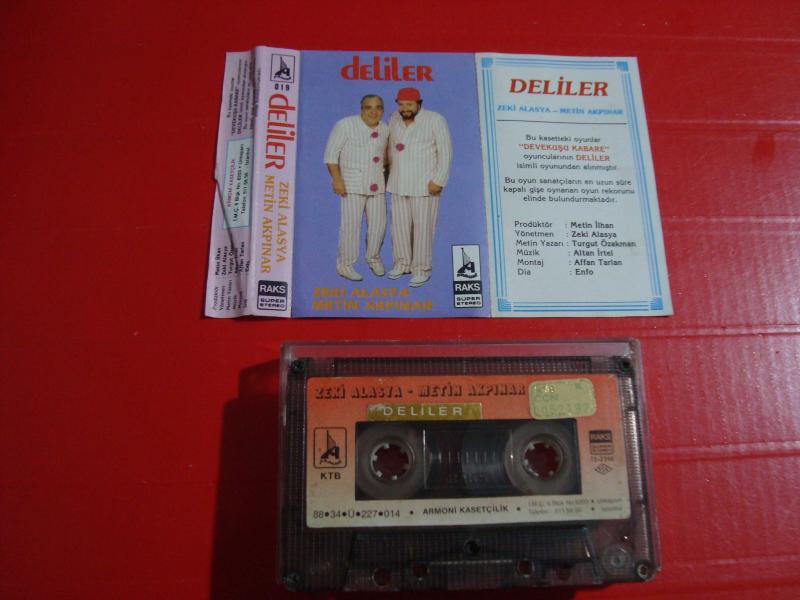 019
deliler
ZEKİ ALASYA
METİN AKPINAR
RAKS
SÜPER
STEREO
deliler
ZEKİ ALASYA
METİN AKPINAR
RAKS
SÜPER
STEREO
DELİLER
ZEKİ ALASYA – METİN AKPINAR
Bu kasetteki oyunlar
"DEVEKUŞU KABARE"
oyuncularının DELİLER
isimli oyunundan alınmıştır.
Bu oyun sanatçıların en uzun süre
kapalı gişe oynanan oyun rekorunu
elinde bulundurmaktadır.
Prodüktör : Metin İlhan
Yönetmen : Zeki Alasya
Metin Yazarı : Turgut Özakman
Müzik : Altan İrtel
Montaj : Affan Tarlan
Dia : Enfo
ZEKİ ALASYA - METİN AKPINAR
DELİLER
KTB
RAKS
88•34•Ü•227•014 • ARMONİ KASETÇİLİK •